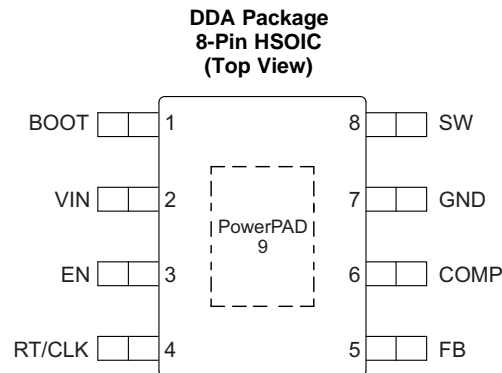 DDA Package
8-Pin HSOIC
(Top View)
BOOT 1 8 SW
VIN 2 7 GND
PowerPAD
9
EN 3 6 COMP
RT/CLK 4 5 FB